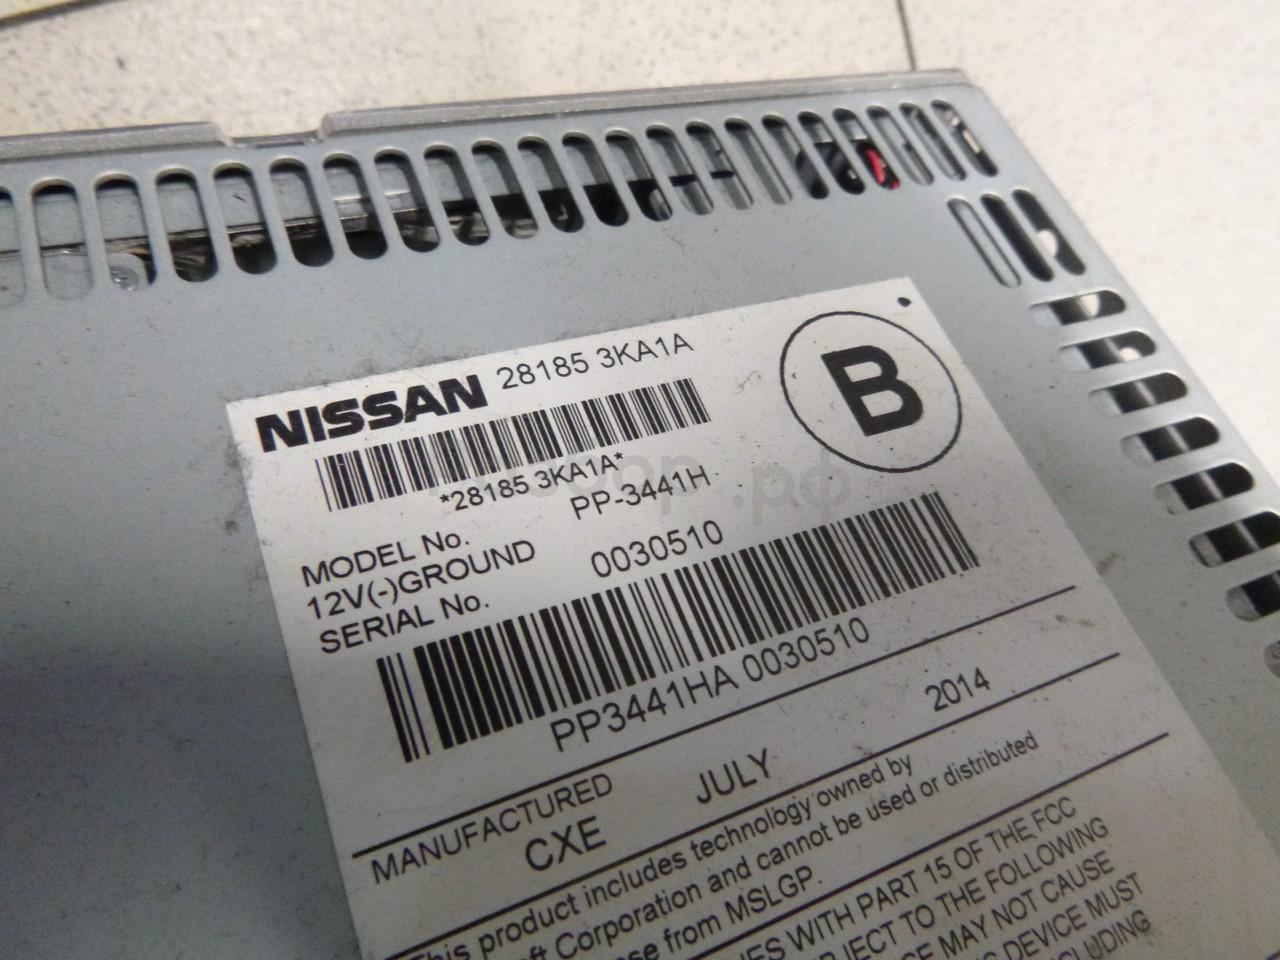 NISSAN 28185 3KA1A
B
*28185 3KA1A*
MODEL No. PP-3441H
12V(-)GROUND
SERIAL No. 0030510
PP3441HA 0030510
MANUFACTURED JULY 2014
CXE
This product includes technology owned by
Corporation and cannot be used or distributed
from MSLGP.
WITH PART 15 OF THE FCC
TO THE FOLLOWING
MAY NOT CAUSE
DEVICE MUST
.рф